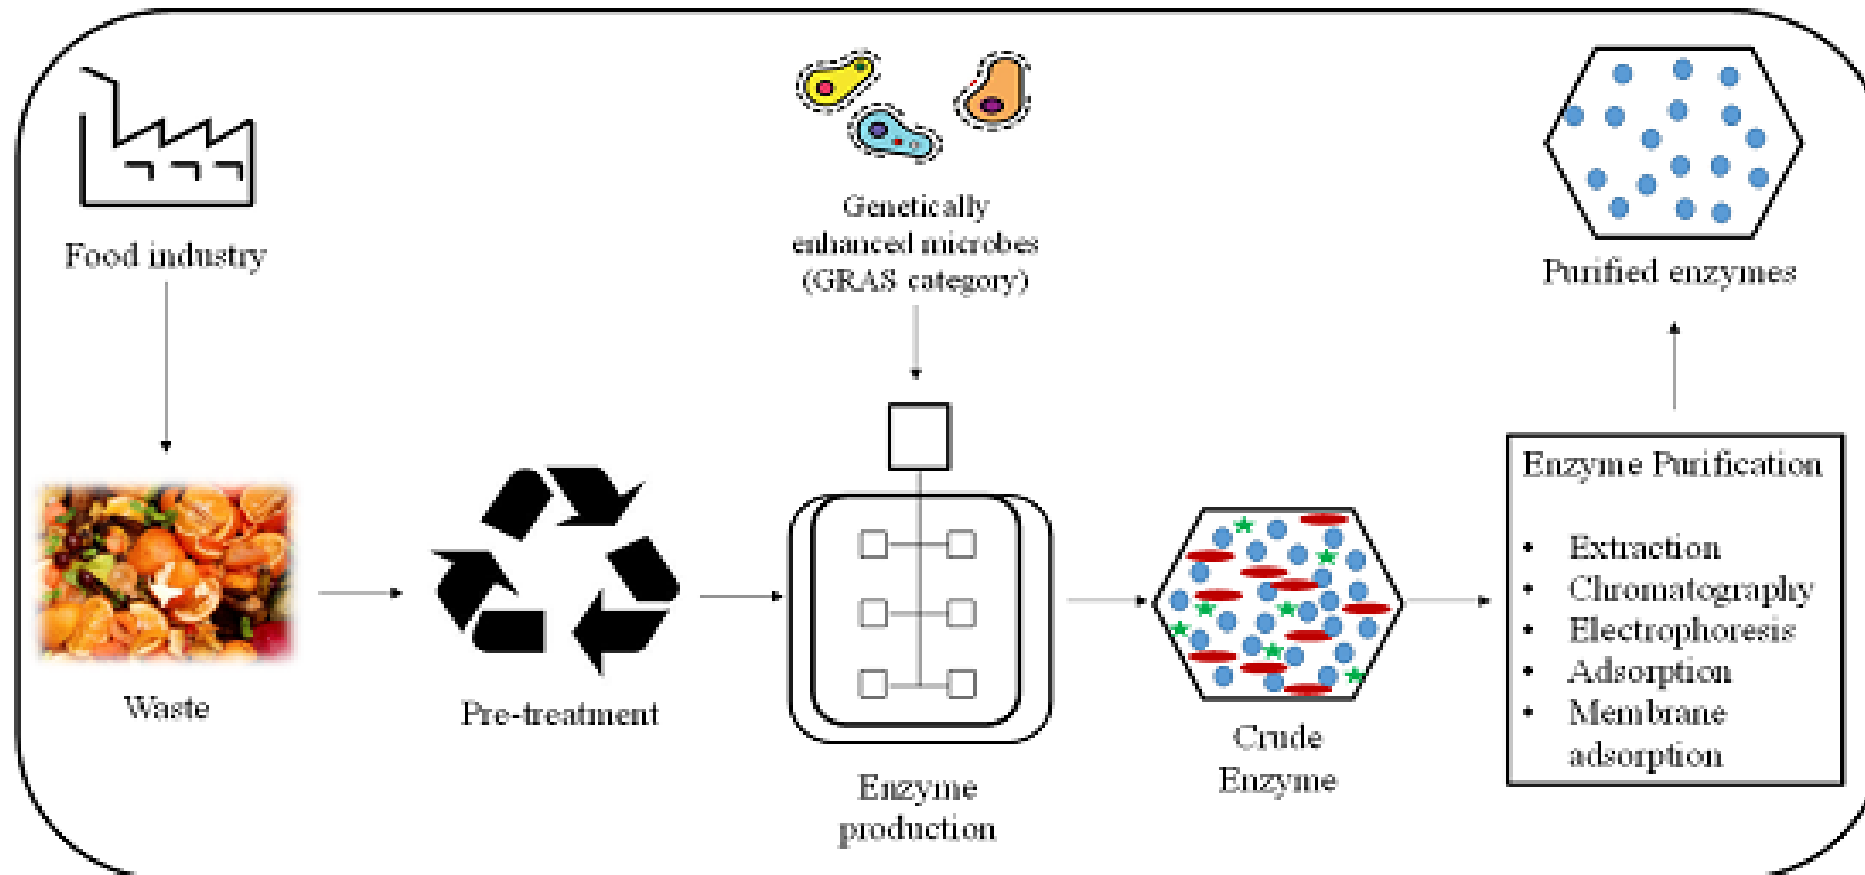 Food industry
Genetically
enhanced microbes
(GRAS category)
Purified enzymes
Waste
Pre-treatment
Enzyme
production
Crude
Enzyme
Enzyme Purification
• Extraction
• Chromatography
• Electrophoresis
• Adsorption
• Membrane
adsorption